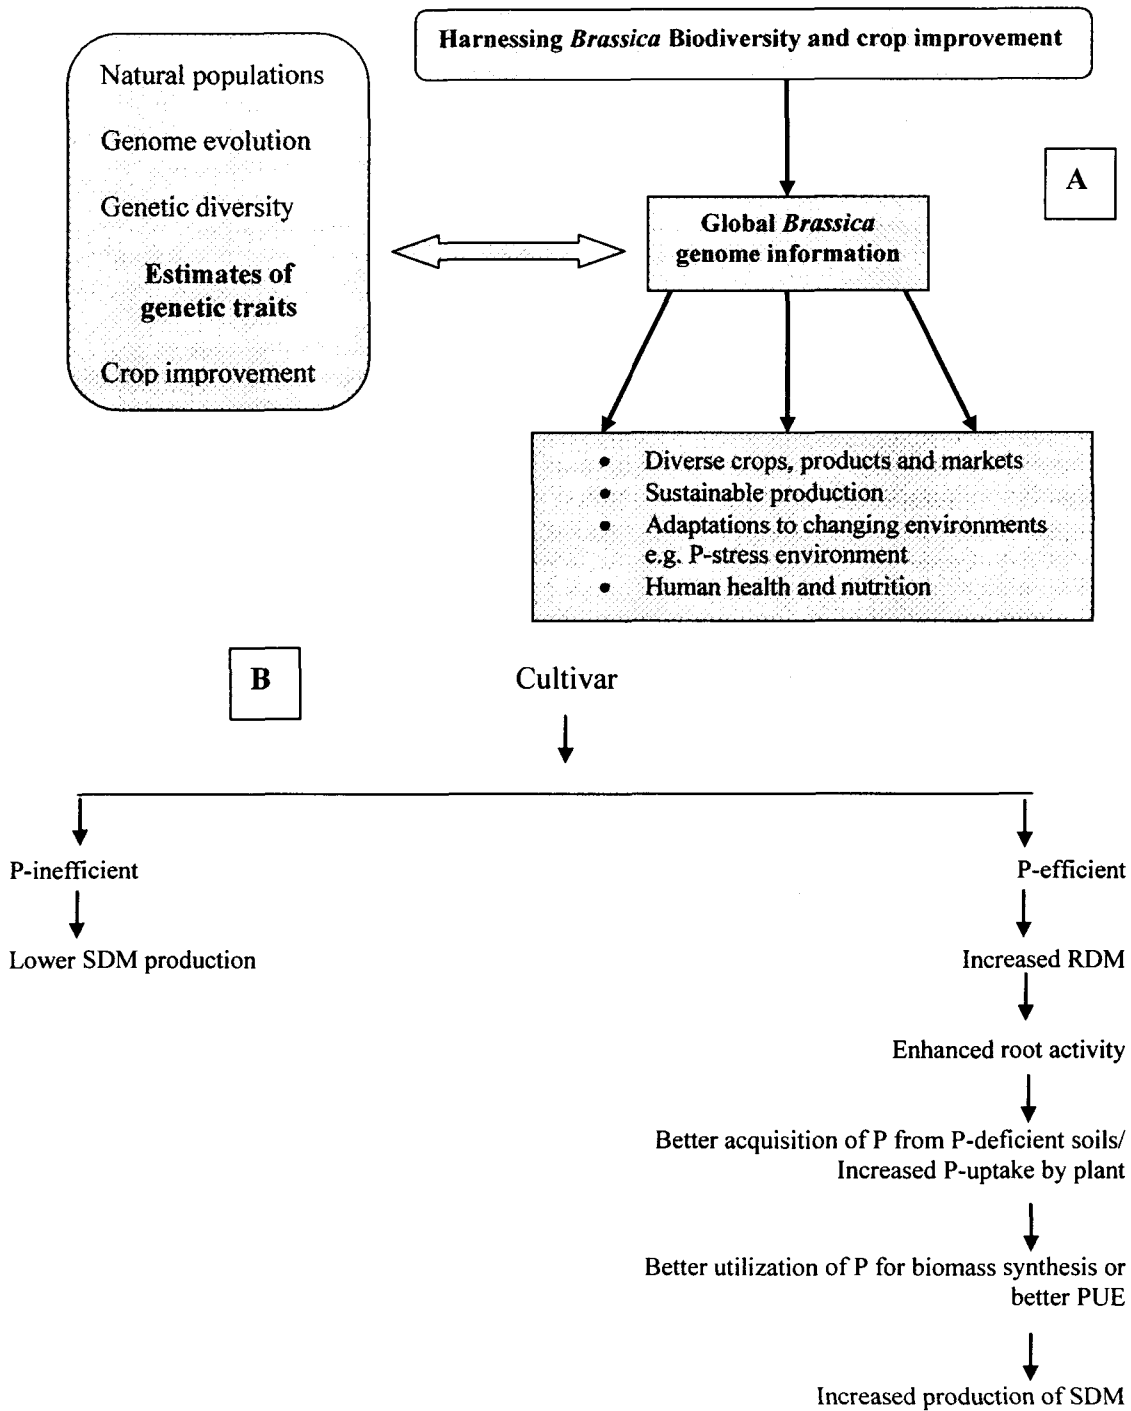 Harnessing Brassica Biodiversity and crop improvement
Natural populations
Genome evolution
Genetic diversity
Estimates of
genetic traits
Crop improvement
A
Global Brassica
genome information
• Diverse crops, products and markets
• Sustainable production
• Adaptations to changing environments
e.g. P-stress environment
• Human health and nutrition
B
Cultivar
P-inefficient
P-efficient
Lower SDM production
Increased RDM
Enhanced root activity
Better acquisition of P from P-deficient soils/
Increased P-uptake by plant
Better utilization of P for biomass synthesis or
better PUE
Increased production of SDM